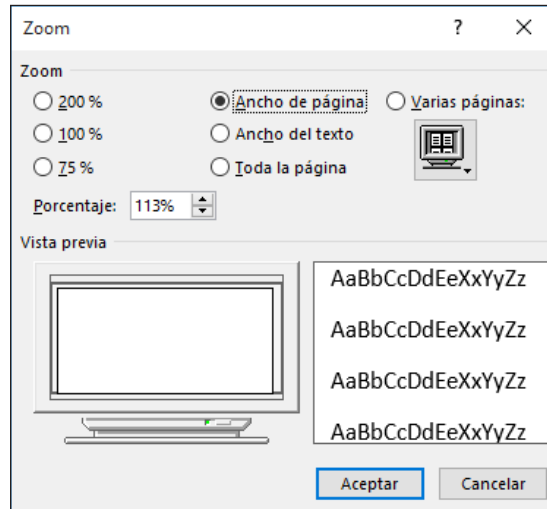 Zoom ?
Zoom
200 % Ancho de página Varias páginas:
100 % Ancho del texto
75 % Toda la página
Porcentaje: 113%
Vista previa
AaBbCcDdEeXxYyZz
AaBbCcDdEeXxYyZz
AaBbCcDdEeXxYyZz
AaBbCcDdEeXxYyZz
Aceptar Cancelar